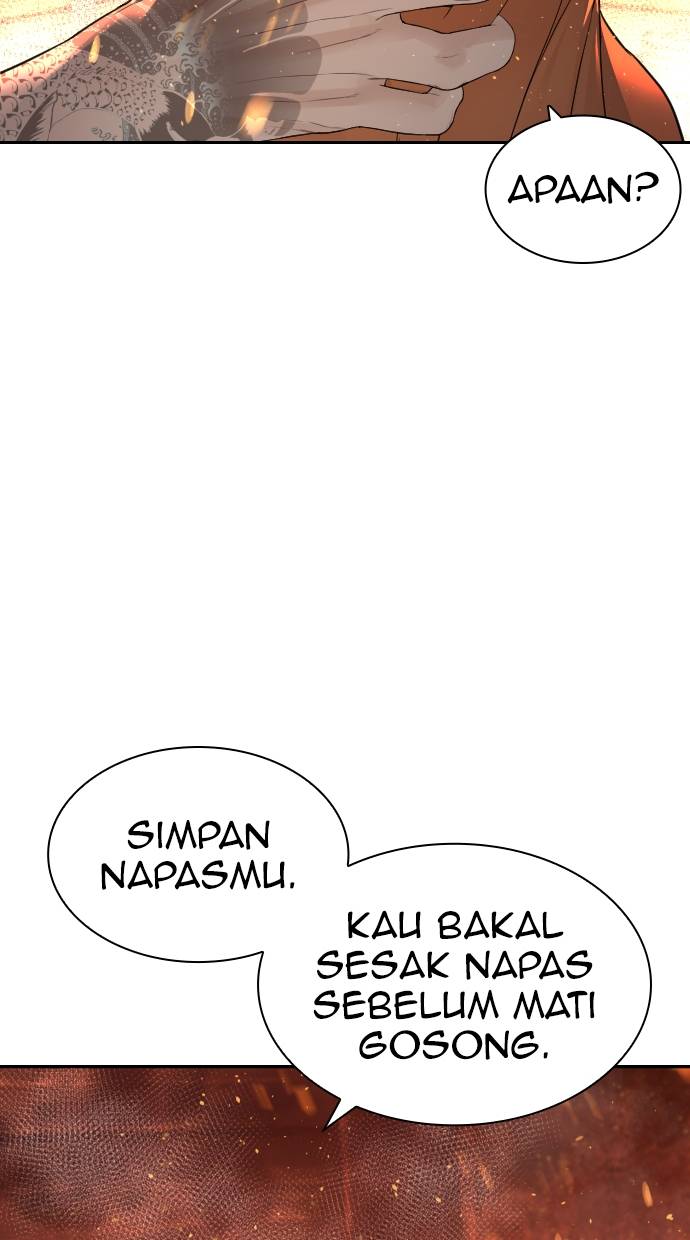 APAAN?
SIMPAN
NAPASMU.
KAU BAKAL
SESAK NAPAS
SEBELUM MATI
GOSONG.